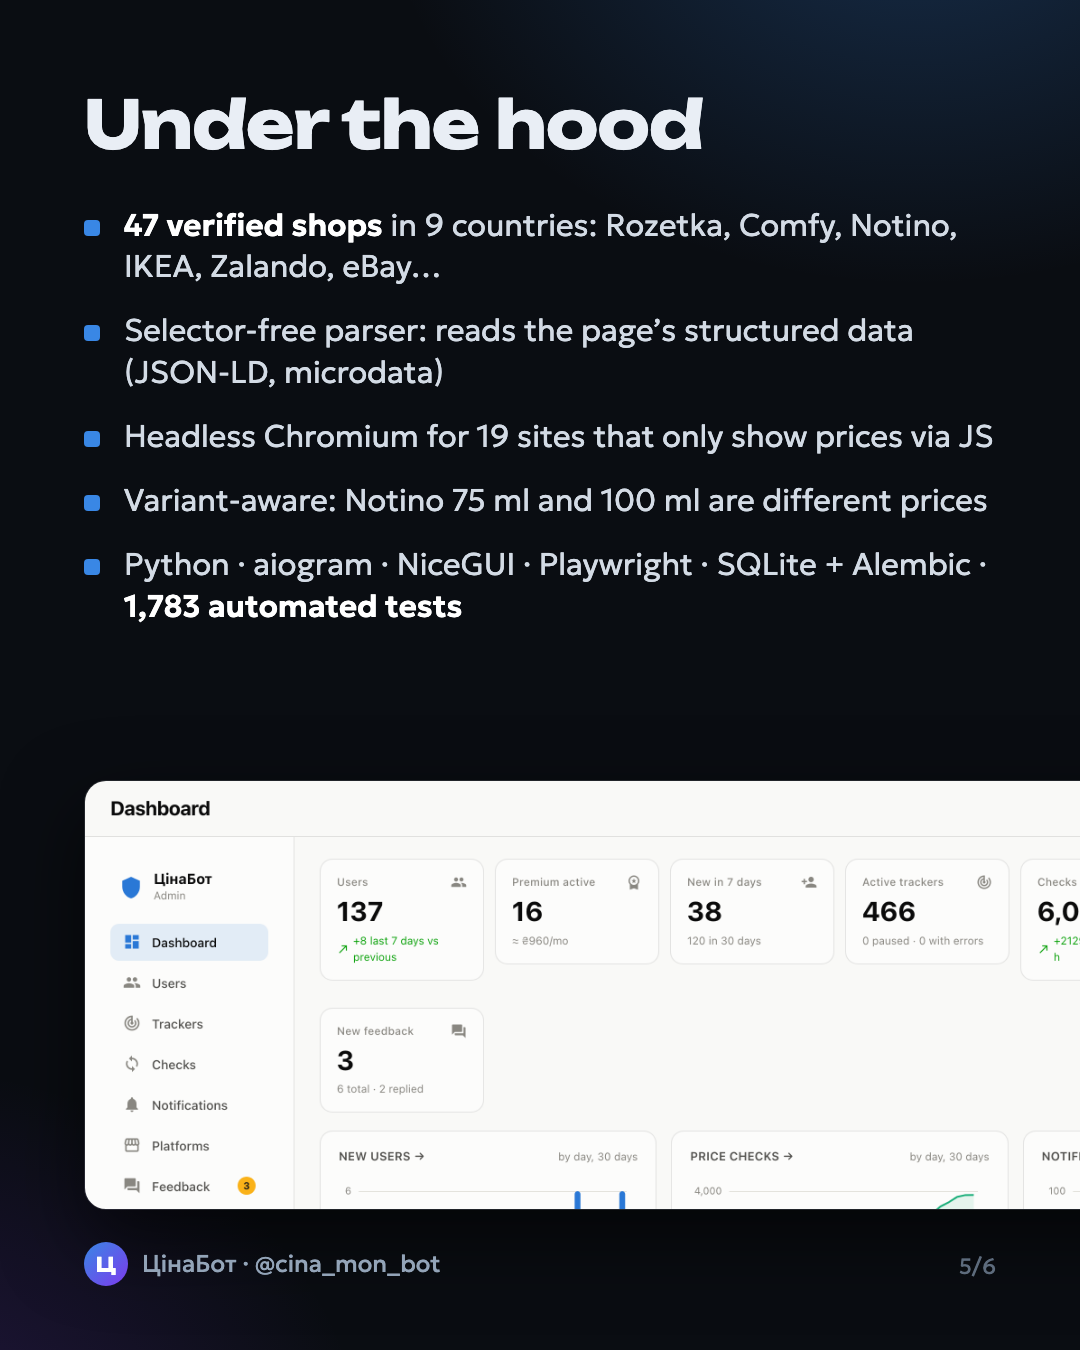 Under the hood
47 verified shops in 9 countries: Rozetka, Comfy, Notino,
IKEA, Zalando, eBay…
Selector-free parser: reads the page’s structured data
(JSON-LD, microdata)
Headless Chromium for 19 sites that only show prices via JS
Variant-aware: Notino 75 ml and 100 ml are different prices
Python · aiogram · NiceGUI · Playwright · SQLite + Alembic ·
1,783 automated tests
Dashboard
ЦінаБот
Admin
Dashboard
Users
Trackers
Checks
Notifications
Platforms
Feedback 3
Users
137
+8 last 7 days vs
previous
Premium active
16
≈ ₴960/mo
New in 7 days
38
120 in 30 days
Active trackers
466
0 paused · 0 with errors
Checks
6,0
+212
h
New feedback
3
6 total · 2 replied
NEW USERS → by day, 30 days
6
PRICE CHECKS → by day, 30 days
4,000
NOTIF
100
Ц ЦінаБот · @cina_mon_bot
5/6